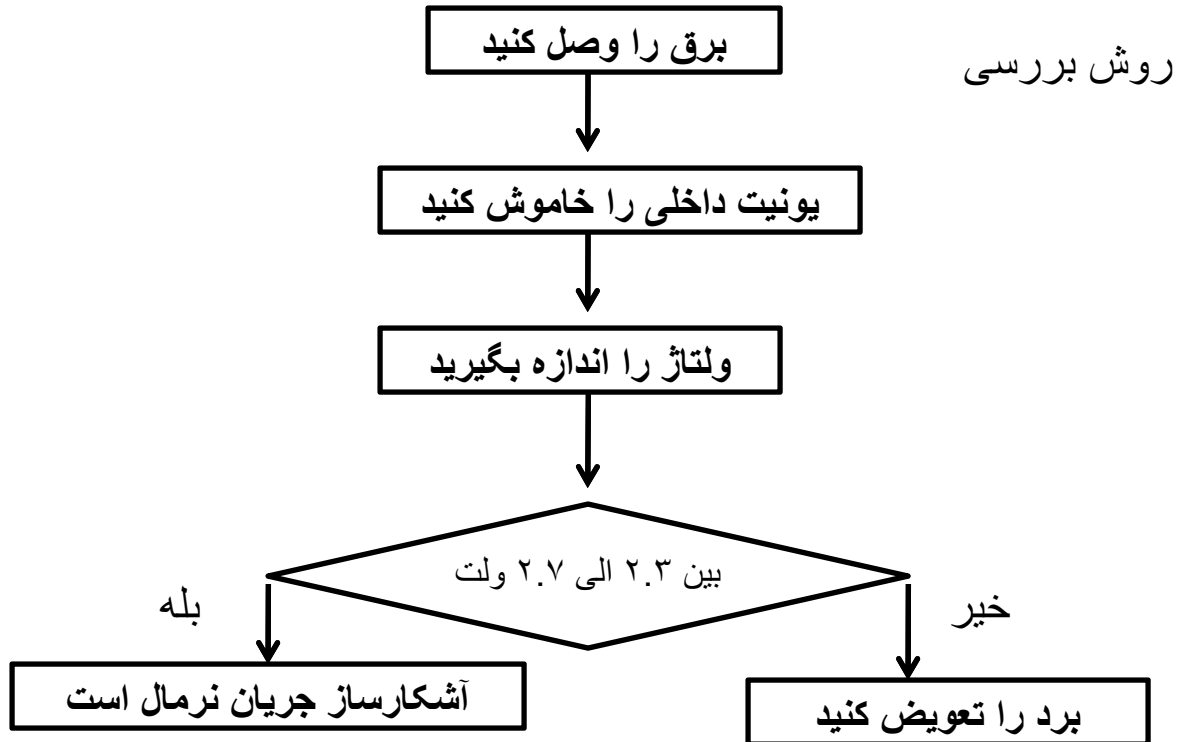 برق را وصل کنید
روش بررسی
یونیت داخلی را خاموش کنید
ولتاژ را اندازه بگیرید
بین ۲.۳ الی ۲.۷ ولت
خیر
بله
آشکارساز جریان نرمال است
برد را تعویض کنید